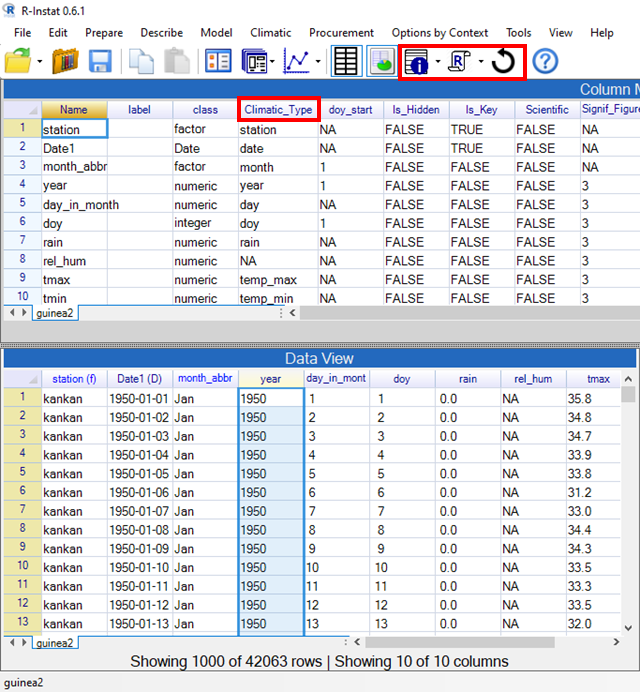 R-Instat 0.6.1
File Edit Prepare Describe Model Climatic Procurement Options by Context Tools View Help
Column M
Name label class Climatic_Type doy_start Is_Hidden Is_Key Scientific Signif_Figure
1 station factor station NA FALSE TRUE FALSE NA
2 Date1 Date date NA FALSE TRUE FALSE NA
3 month_abbr factor month 1 FALSE FALSE FALSE NA
4 year numeric year 1 FALSE FALSE FALSE 3
5 day_in_month numeric day NA FALSE FALSE FALSE 3
6 doy integer doy 1 FALSE FALSE FALSE 3
7 rain numeric rain NA FALSE FALSE FALSE 3
8 rel_hum numeric NA NA FALSE FALSE FALSE 3
9 tmax numeric temp_max NA FALSE FALSE FALSE 3
10 tmin numeric temp_min NA FALSE FALSE FALSE 3
guinea2
Data View
station (f) Date1 (D) month_abbr year day_in_mont doy rain rel_hum tmax
1 kankan 1950-01-01 Jan 1950 1 1 0.0 NA 35.8
2 kankan 1950-01-02 Jan 1950 2 2 0.0 NA 34.8
3 kankan 1950-01-03 Jan 1950 3 3 0.0 NA 34.7
4 kankan 1950-01-04 Jan 1950 4 4 0.0 NA 33.9
5 kankan 1950-01-05 Jan 1950 5 5 0.0 NA 33.8
6 kankan 1950-01-06 Jan 1950 6 6 0.0 NA 31.2
7 kankan 1950-01-07 Jan 1950 7 7 0.0 NA 33.0
8 kankan 1950-01-08 Jan 1950 8 8 0.0 NA 34.4
9 kankan 1950-01-09 Jan 1950 9 9 0.0 NA 34.3
10 kankan 1950-01-10 Jan 1950 10 10 0.0 NA 33.5
11 kankan 1950-01-11 Jan 1950 11 11 0.0 NA 33.3
12 kankan 1950-01-12 Jan 1950 12 12 0.0 NA 33.5
13 kankan 1950-01-13 Jan 1950 13 13 0.0 NA 32.0
guinea2
Showing 1000 of 42063 rows | Showing 10 of 10 columns
guinea2